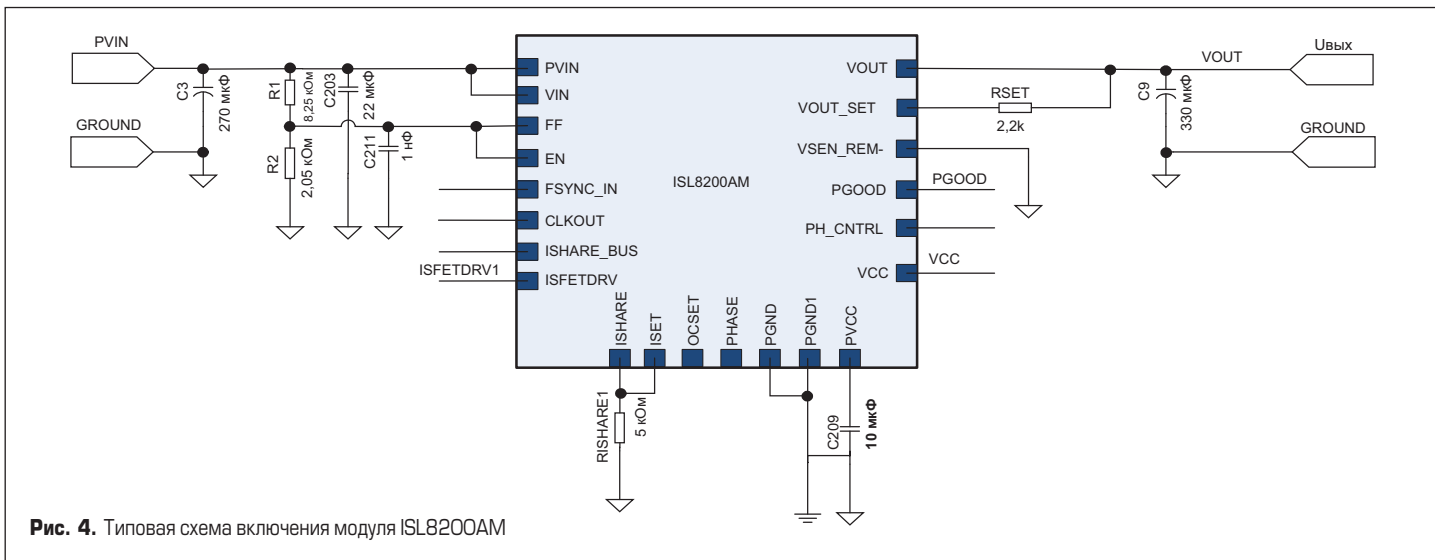 PVIN
C3
270 мкФ
GROUND
R1
8,25 кОм
R2
2,05 кОм
C203
22 мкФ
C211
1 нФ
ISFETDRV1
PVIN
VIN
FF
EN
FSYNC_IN
CLKOUT
ISHARE_BUS
ISFETDRV
ISL8200AM
VOUT
VOUT_SET
VSEN_REM-
PGOOD
PH_CNTRL
VCC
ISHARE
ISET
OCSET
PHASE
PGND
PGND1
PVCC
RISHARE1
5 кОм
C209
10 мкФ
RSET
2,2k
PGOOD
VCC
VOUT
Uвых
C9
330 мкФ
GROUND
Рис. 4. Типовая схема включения модуля ISL8200AM